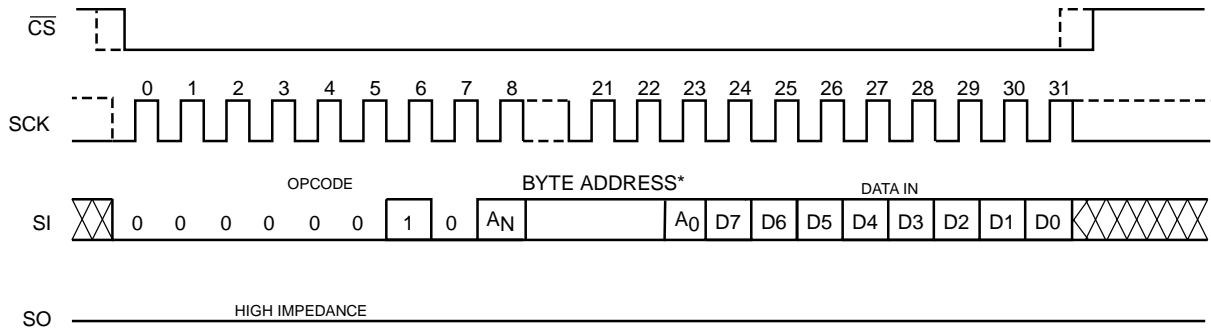 CS
0 1 2 3 4 5 6 7 8 21 22 23 24 25 26 27 28 29 30 31
SCK
OPCODE BYTE ADDRESS* DATA IN
SI 0 0 0 0 0 0 1 0 AN A0 D7 D6 D5 D4 D3 D2 D1 D0
HIGH IMPEDANCE
SO